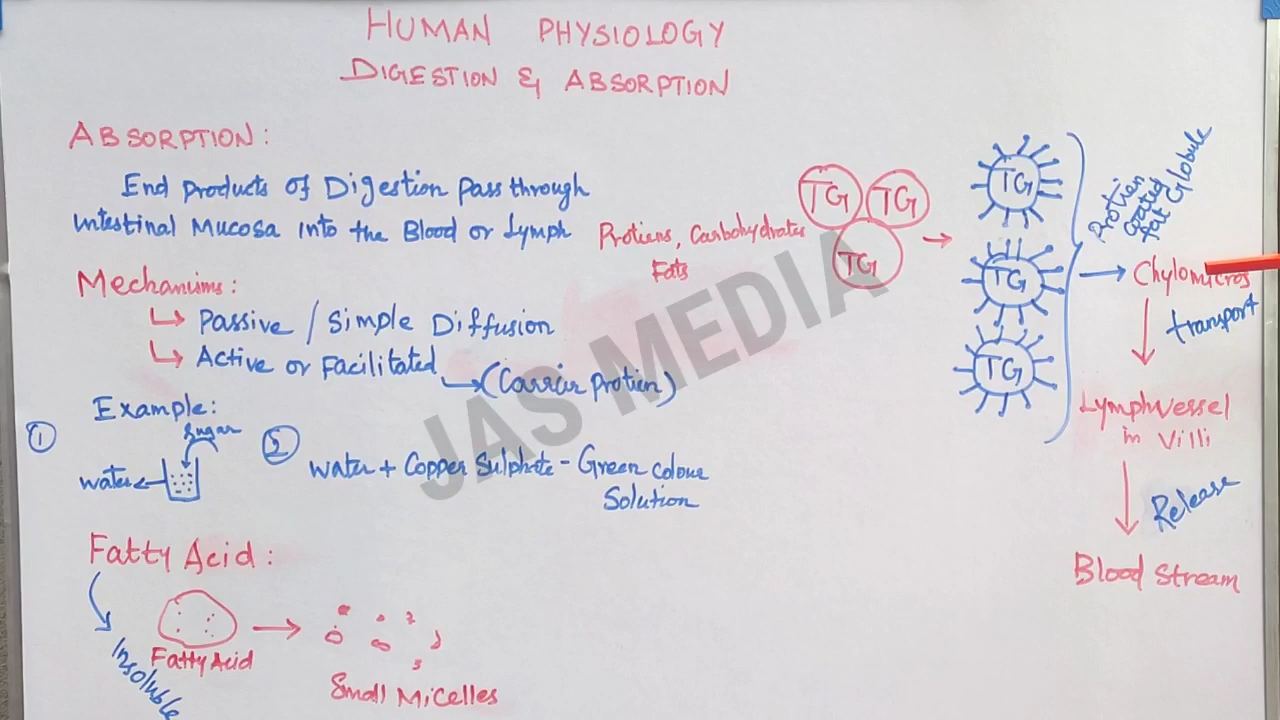 HUMAN PHYSIOLOGY
DIGESTION & ABSORPTION
ABSORPTION:
End Products of Digestion Pass through
Intestinal Mucosa Into the Blood or Lymph
Protiens, Carbohydrates
Fats
Mechanisms:
Passive / Simple Diffusion
Active or Facilitated
(Carrier Protien)
Example:
1
Sugar
water
2
Water + Copper Sulphate - Green colour
Solution
Fatty Acid:
Insoluble
Fatty Acid
Small Micelles
TG TG
TG
TG
TG
TG
Protien
Coated
Fat Globule
Chylomicros
transport
Lymph Vessel
in Villi
Release
Blood Stream
JAS MEDIA